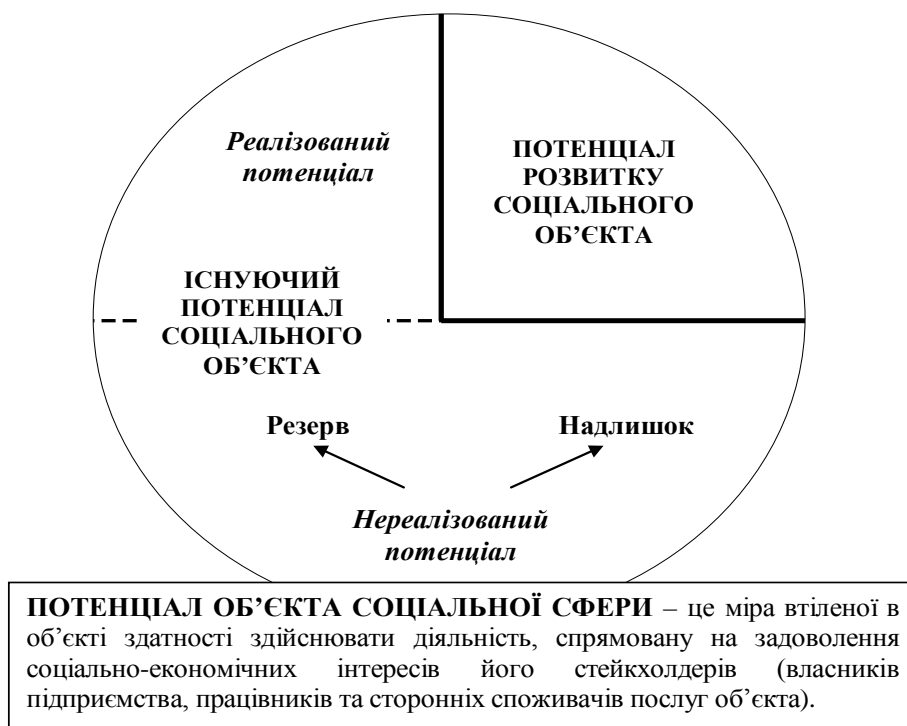 Реалізований
потенціал
ПОТЕНЦІАЛ
РОЗВИТКУ
СОЦІАЛЬНОГО
ОБ’ЄКТА
ІСНУЮЧИЙ
ПОТЕНЦІАЛ
СОЦІАЛЬНОГО
ОБ’ЄКТА
Резерв
Надлишок
Нереалізований
потенціал
ПОТЕНЦІАЛ ОБ’ЄКТА СОЦІАЛЬНОЇ СФЕРИ – це міра втіленої в
об’єкті здатності здійснювати діяльність, спрямовану на задоволення
соціально-економічних інтересів його стейкхолдерів (власників
підприємства, працівників та сторонніх споживачів послуг об’єкта).